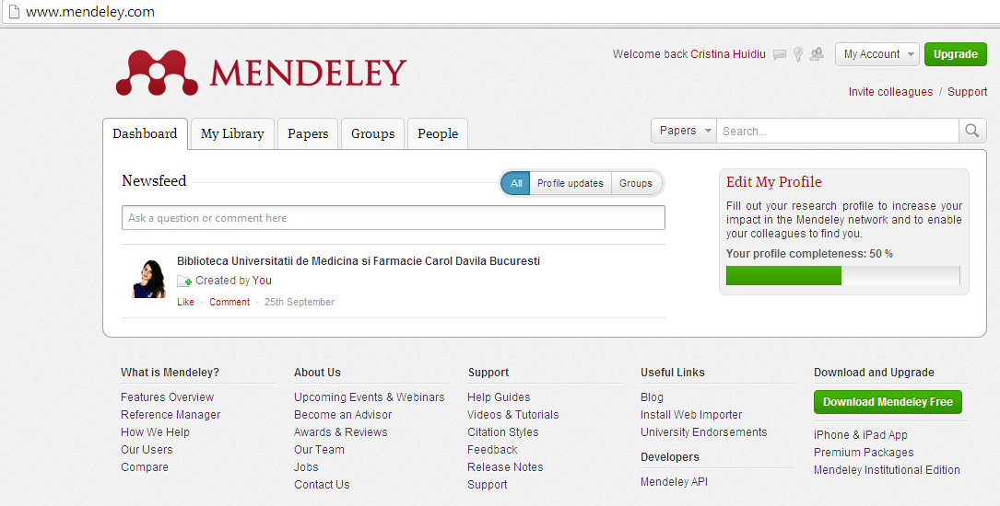 www.mendeley.com
Welcome back Cristina Huidiu
My Account
Upgrade
MENDELEY
Invite colleagues / Support
Dashboard
My Library
Papers
Groups
People
Papers
Search...
Newsfeed
All
Profile updates
Groups
Ask a question or comment here
Biblioteca Universitatii de Medicina si Farmacie Carol Davila Bucuresti
Created by You
Like · Comment · 25th September
Edit My Profile
Fill out your research profile to increase your
impact in the Mendeley network and to enable
your colleagues to find you.
Your profile completeness: 50 %
What is Mendeley?
Features Overview
Reference Manager
How We Help
Our Users
Compare
About Us
Upcoming Events & Webinars
Become an Advisor
Awards & Reviews
Our Team
Jobs
Contact Us
Support
Help Guides
Videos & Tutorials
Citation Styles
Feedback
Release Notes
Support
Useful Links
Blog
Install Web Importer
University Endorsements
Developers
Mendeley API
Download and Upgrade
Download Mendeley Free
iPhone & iPad App
Premium Packages
Mendeley Institutional Edition